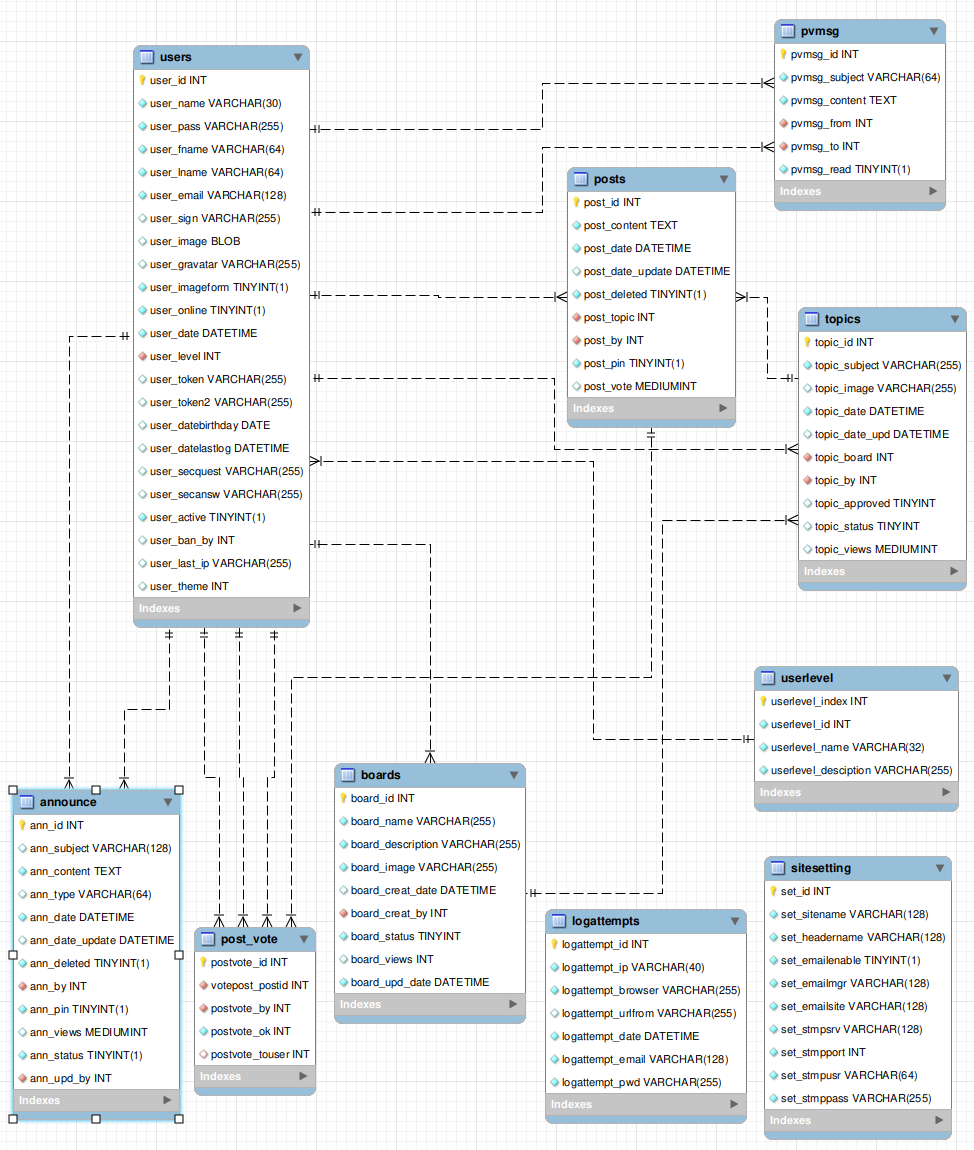 users
user_id INT
user_name VARCHAR(30)
user_pass VARCHAR(255)
user_fname VARCHAR(64)
user_lname VARCHAR(64)
user_email VARCHAR(128)
user_sign VARCHAR(255)
user_image BLOB
user_gravatar VARCHAR(255)
user_imageform TINYINT(1)
user_online TINYINT(1)
user_date DATETIME
user_level INT
user_token VARCHAR(255)
user_token2 VARCHAR(255)
user_datebirthday DATE
user_datelastlog DATETIME
user_secquest VARCHAR(255)
user_secansw VARCHAR(255)
user_active TINYINT(1)
user_ban_by INT
user_last_ip VARCHAR(255)
user_theme INT
Indexes
pvmsg
pvmsg_id INT
pvmsg_subject VARCHAR(64)
pvmsg_content TEXT
pvmsg_from INT
pvmsg_to INT
pvmsg_read TINYINT(1)
Indexes
posts
post_id INT
post_content TEXT
post_date DATETIME
post_date_update DATETIME
post_deleted TINYINT(1)
post_topic INT
post_by INT
post_pin TINYINT(1)
post_vote MEDIUMINT
Indexes
topics
topic_id INT
topic_subject VARCHAR(255)
topic_image VARCHAR(255)
topic_date DATETIME
topic_date_upd DATETIME
topic_board INT
topic_by INT
topic_approved TINYINT
topic_status TINYINT
topic_views MEDIUMINT
Indexes
userlevel
userlevel_index INT
userlevel_id INT
userlevel_name VARCHAR(32)
userlevel_desciption VARCHAR(255)
Indexes
announce
ann_id INT
ann_subject VARCHAR(128)
ann_content TEXT
ann_type VARCHAR(64)
ann_date DATETIME
ann_date_update DATETIME
ann_deleted TINYINT(1)
ann_by INT
ann_pin TINYINT(1)
ann_views MEDIUMINT
ann_status TINYINT(1)
ann_upd_by INT
Indexes
post_vote
postvote_id INT
votepost_postid INT
postvote_by INT
postvote_ok INT
postvote_touser INT
Indexes
boards
board_id INT
board_name VARCHAR(255)
board_description VARCHAR(255)
board_image VARCHAR(255)
board_creat_date DATETIME
board_creat_by INT
board_status TINYINT
board_views INT
board_upd_date DATETIME
Indexes
logattempts
logattempt_id INT
logattempt_ip VARCHAR(40)
logattempt_browser VARCHAR(255)
logattempt_urlfrom VARCHAR(255)
logattempt_date DATETIME
logattempt_email VARCHAR(128)
logattempt_pwd VARCHAR(255)
Indexes
sitesetting
set_id INT
set_sitename VARCHAR(128)
set_headername VARCHAR(128)
set_emailenable TINYINT(1)
set_emailmgr VARCHAR(128)
set_emailsite VARCHAR(128)
set_stmpsrv VARCHAR(128)
set_stmpport INT
set_stmpusr VARCHAR(64)
set_stmppass VARCHAR(255)
Indexes